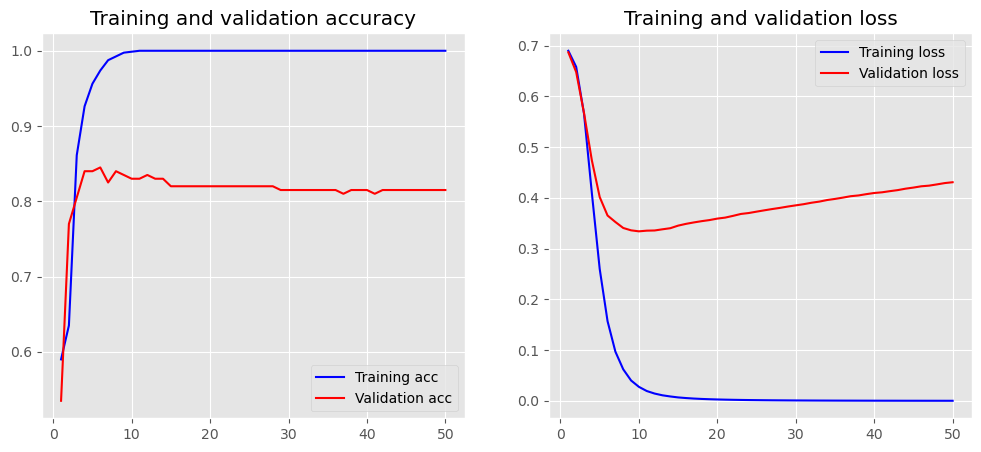 Training and validation accuracy
1.0
0.9
0.8
0.7
0.6
0 10 20 30 40 50
Training acc
Validation acc
Training and validation loss
0.7
0.6
0.5
0.4
0.3
0.2
0.1
0.0
0 10 20 30 40 50
Training loss
Validation loss